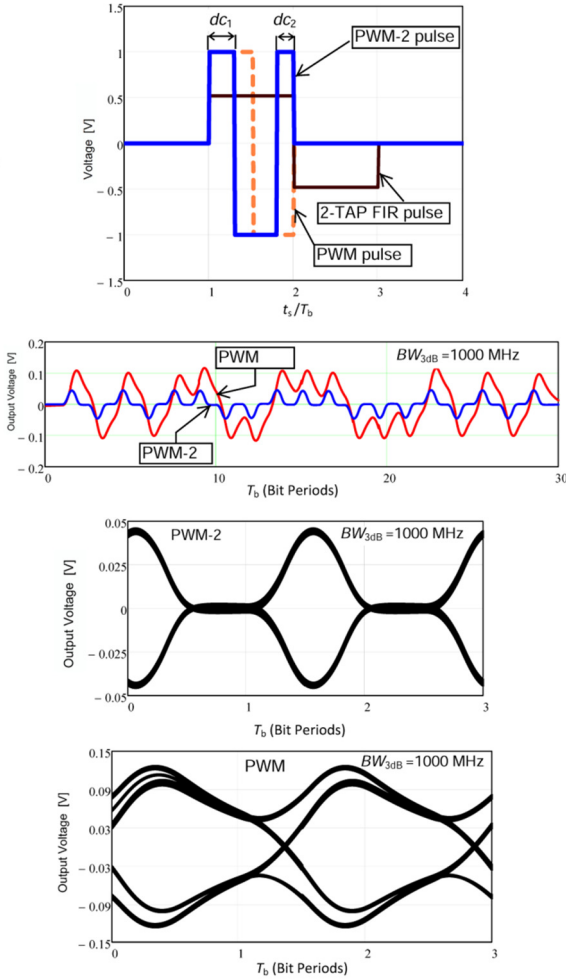 dc₁ dc₂
1.5
1
0.5
0
− 0.5
− 1
− 1.5
Voltage [V]
PWM-2 pulse
2-TAP FIR pulse
PWM pulse
0 1 2 3 4
tₛ/T_b
0.2
0.1
0
− 0.1
− 0.2
Output Voltage [V]
PWM
BW₃dB =1000 MHz
PWM-2
0 10 20 30
T_b (Bit Periods)
0.05
0.025
0
− 0.025
− 0.05
Output Voltage [V]
PWM-2
BW₃dB =1000 MHz
0 1 2 3
T_b (Bit Periods)
0.15
0.09
0.03
− 0.03
− 0.09
− 0.15
Output Voltage [V]
PWM
BW₃dB =1000 MHz
0 1 2 3
T_b (Bit Periods)